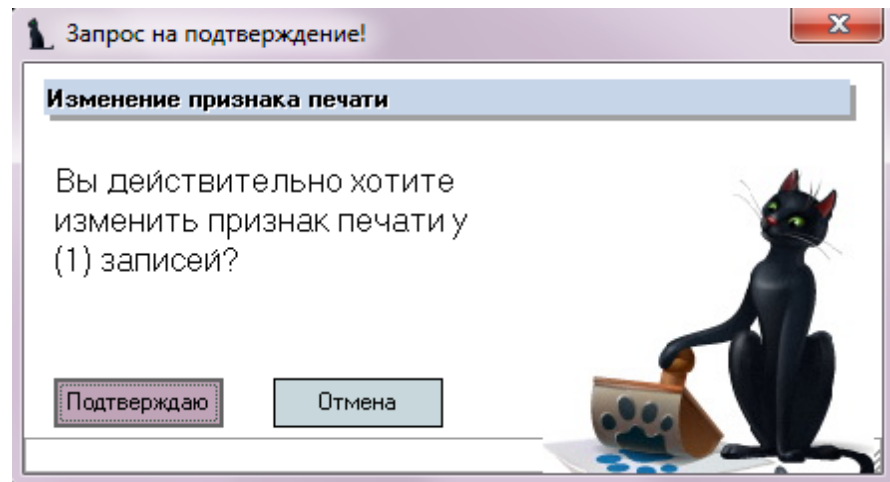 Запрос на подтверждение!
Изменение признака печати
Вы действительно хотите
изменить признак печати у
(1) записей?
Подтверждаю
Отмена